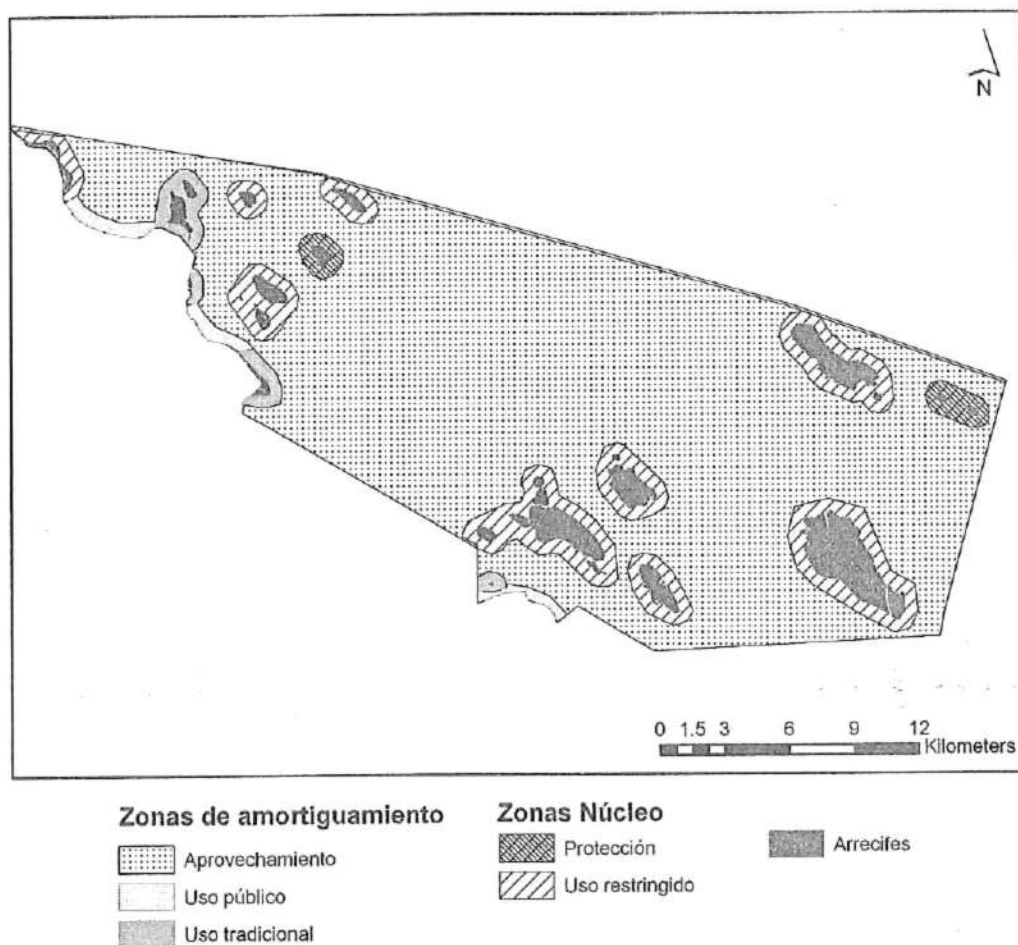 N
0 1.5 3 6 9 12
Kilometers
Zonas de amortiguamiento
Aprovechamiento
Uso público
Uso tradicional
Zonas Núcleo
Protección
Uso restringido
Arrecifes